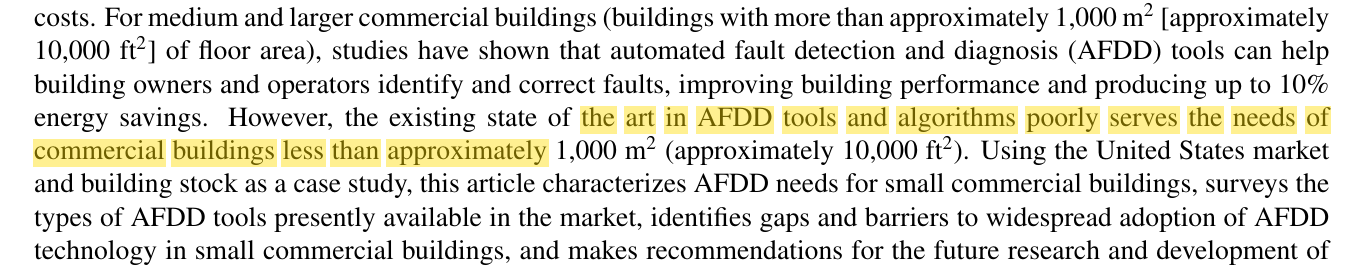 costs. For medium and larger commercial buildings (buildings with more than approximately 1,000 m² [approximately
10,000 ft²] of floor area), studies have shown that automated fault detection and diagnosis (AFDD) tools can help
building owners and operators identify and correct faults, improving building performance and producing up to 10%
energy savings. However, the existing state of the art in AFDD tools and algorithms poorly serves the needs of
commercial buildings less than approximately 1,000 m² (approximately 10,000 ft²). Using the United States market
and building stock as a case study, this article characterizes AFDD needs for small commercial buildings, surveys the
types of AFDD tools presently available in the market, identifies gaps and barriers to widespread adoption of AFDD
technology in small commercial buildings, and makes recommendations for the future research and development of